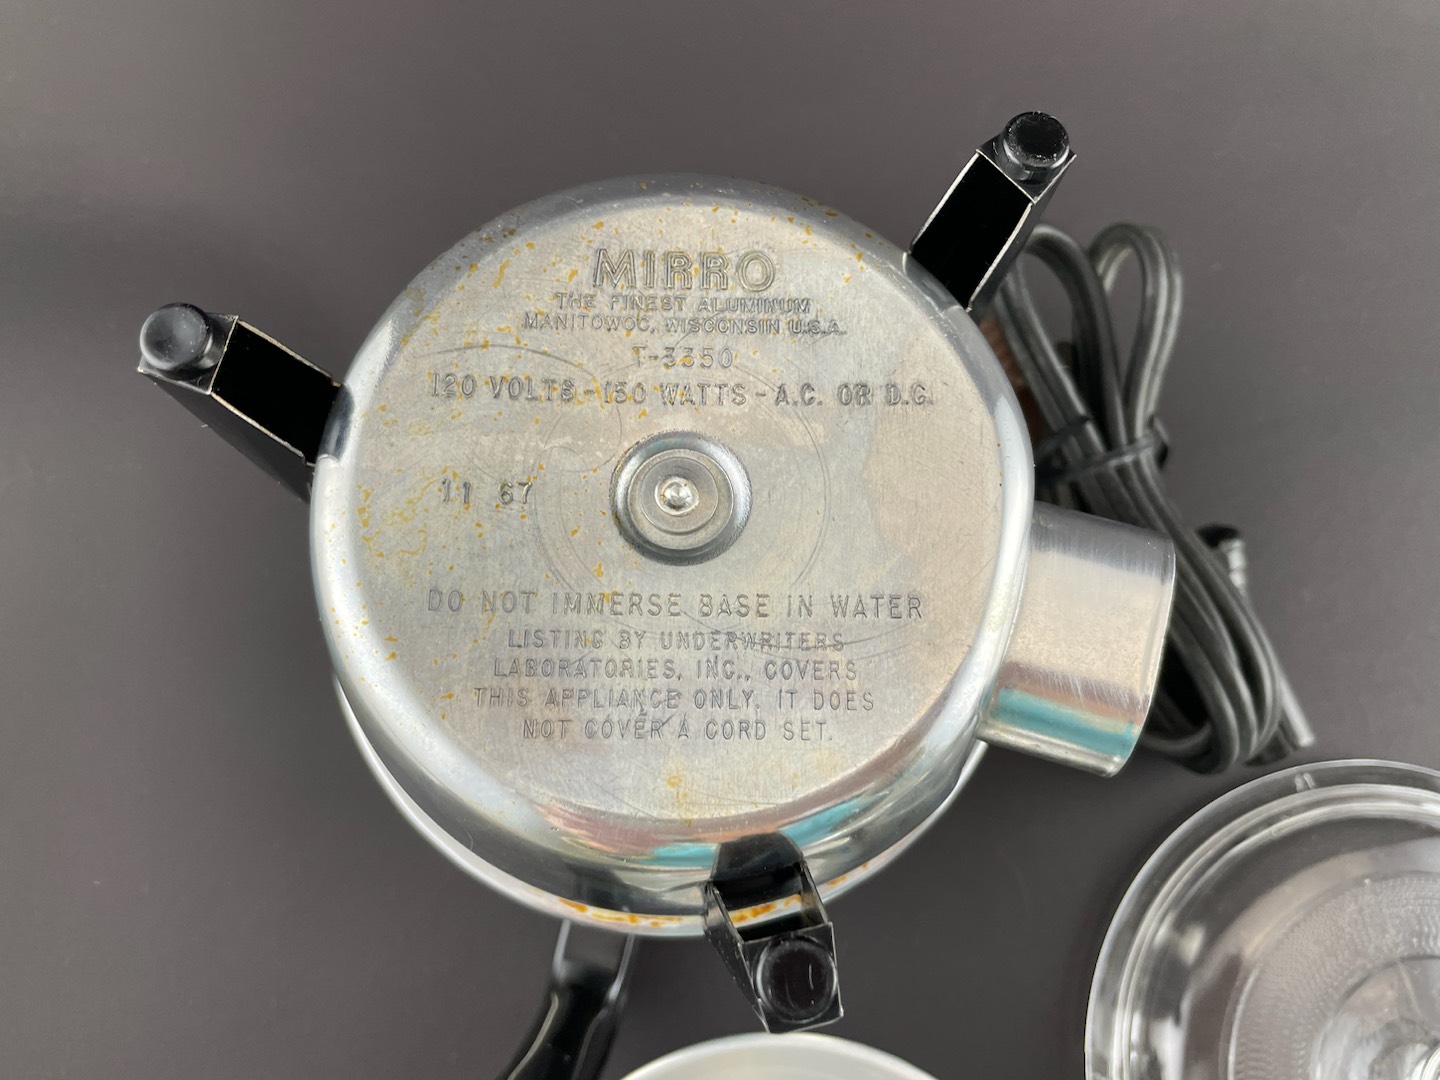 MIRRO
THE FINEST ALUMINUM
MANITOWOC, WISCONSIN U.S.A.
T-3350
120 VOLTS - 150 WATTS - A.C. OR D.C.
11 67
DO NOT IMMERSE BASE IN WATER
LISTING BY UNDERWRITERS
LABORATORIES, INC., COVERS
THIS APPLIANCE ONLY. IT DOES
NOT COVER A CORD SET.